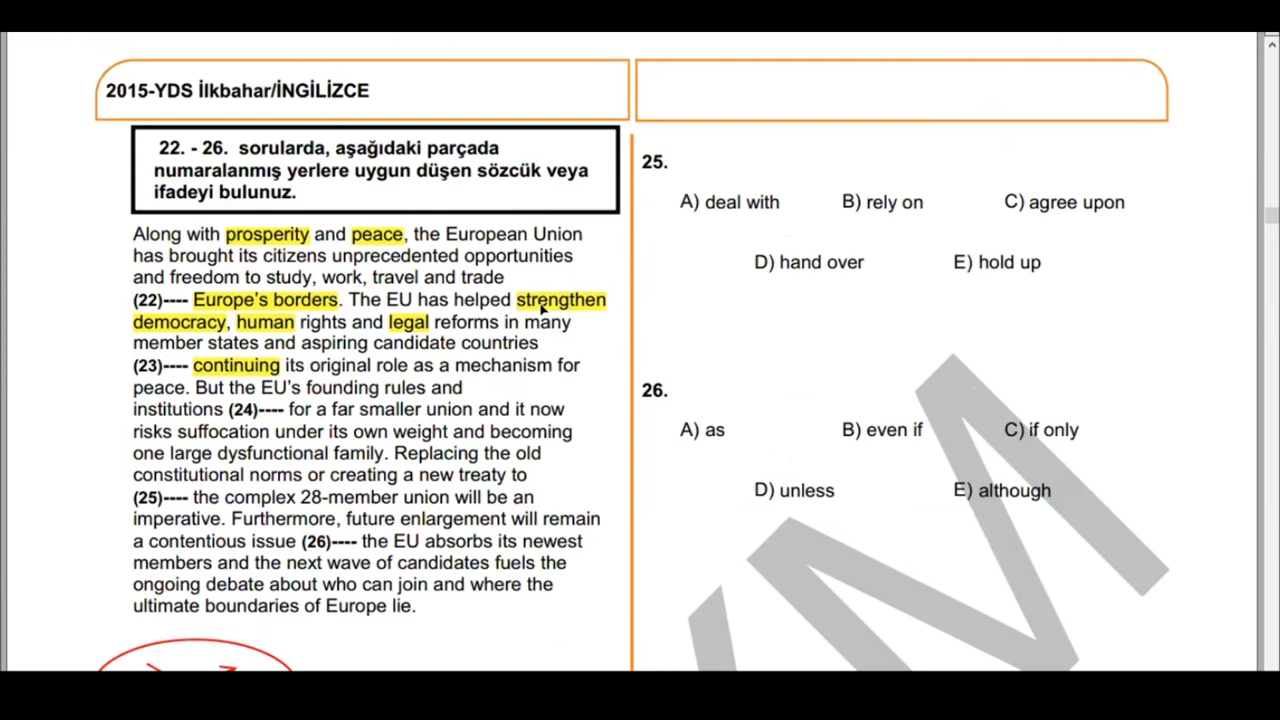 2015-YDS İlkbahar/İNGİLİZCE
22. - 26. sorularda, aşağıdaki parçada
numaralanmış yerlere uygun düşen sözcük veya
ifadeyi bulunuz.
Along with prosperity and peace, the European Union
has brought its citizens unprecedented opportunities
and freedom to study, work, travel and trade
(22)---- Europe's borders. The EU has helped strengthen
democracy, human rights and legal reforms in many
member states and aspiring candidate countries
(23)---- continuing its original role as a mechanism for
peace. But the EU's founding rules and
institutions (24)---- for a far smaller union and it now
risks suffocation under its own weight and becoming
one large dysfunctional family. Replacing the old
constitutional norms or creating a new treaty to
(25)---- the complex 28-member union will be an
imperative. Furthermore, future enlargement will remain
a contentious issue (26)---- the EU absorbs its newest
members and the next wave of candidates fuels the
ongoing debate about who can join and where the
ultimate boundaries of Europe lie.
25.
A) deal with B) rely on C) agree upon
D) hand over E) hold up
26.
A) as B) even if C) if only
D) unless E) although